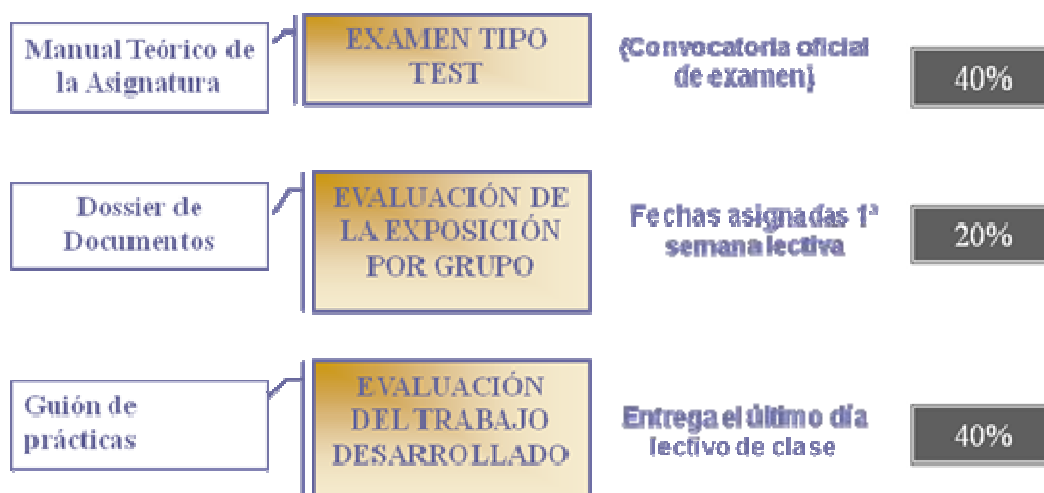 Manual Teórico de
la Asignatura
EXAMEN TIPO
TEST
(Convocatoria oficial
de examen)
40%
Dossier de
Documentos
EVALUACIÓN DE
LA EXPOSICIÓN
POR GRUPO
Fechas asignadas 1ª
semana lectiva
20%
Guión de
prácticas
EVALUACIÓN
DEL TRABAJO
DESARROLLADO
Entrega el último día
lectivo de clase
40%